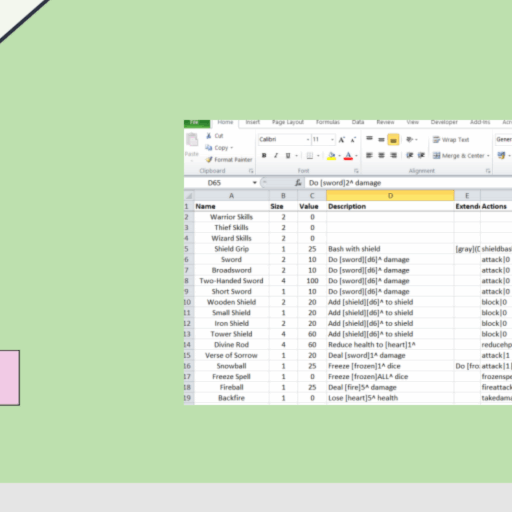 File Home Insert Page Layout Formulas Data Review View Developer Add-Ins
Cut
Copy
Paste
Format Painter
Calibri 11 A A
B I U
Wrap Text
Merge & Center
Clipboard Font Alignment
D65 fx Do [sword]2^ damage
A B C D E
1 Name Size Value Description Extend Actions
2 Warrior Skills 2 0
3 Thief Skills 2 0
4 Wizard Skills 2 0
5 Shield Grip 1 25 Bash with shield [gray]( shieldbas
6 Sword 2 10 Do [sword][d6]^ damage attack|0
7 Broadsword 2 10 Do [sword][d6]^ damage attack|0
8 Two-Handed Sword 4 100 Do [sword][d6]^ damage attack|0
9 Short Sword 1 10 Do [sword][d6]^ damage attack|0
10 Wooden Shield 2 20 Add [shield][d6]^ to shield block|0
11 Small Shield 1 20 Add [shield][d6]^ to shield block|0
12 Iron Shield 2 20 Add [shield][d6]^ to shield block|0
13 Tower Shield 4 60 Add [shield][d6]^ to shield block|0
14 Divine Rod 4 60 Reduce health to [heart]1^ reducehp
15 Verse of Sorrow 1 20 Deal [sword]1^ damage attack|1
16 Snowball 1 25 Freeze [frozen]1^ dice Do [fro attack|1|
17 Freeze Spell 1 0 Freeze [frozen]ALL^ dice frozenspe
18 Fireball 1 25 Deal [fire]5^ damage fireattack
19 Backfire 1 0 Lose [heart]5^ health takedama